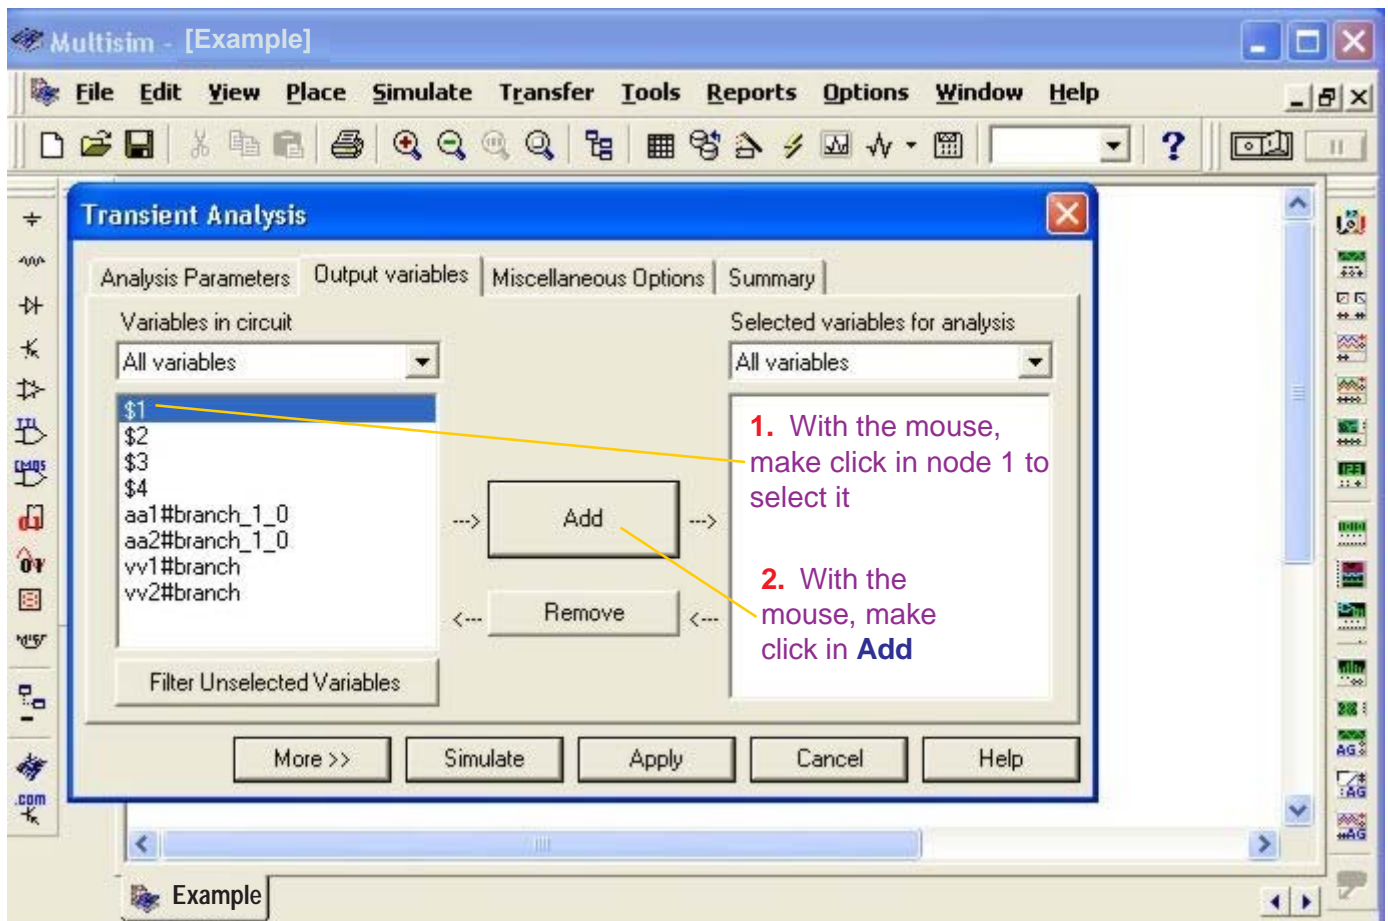 Multisim - [Example]
File Edit View Place Simulate Transfer Tools Reports Options Window Help
Transient Analysis
Analysis Parameters Output variables Miscellaneous Options Summary
Variables in circuit
All variables
$1
$2
$3
$4
aa1#branch_1_0
aa2#branch_1_0
vv1#branch
vv2#branch
Filter Unselected Variables
---> Add --->
<--- Remove <---
Selected variables for analysis
All variables
1. With the mouse,
make click in node 1 to
select it
2. With the
mouse, make
click in Add
More >> Simulate Apply Cancel Help
Example